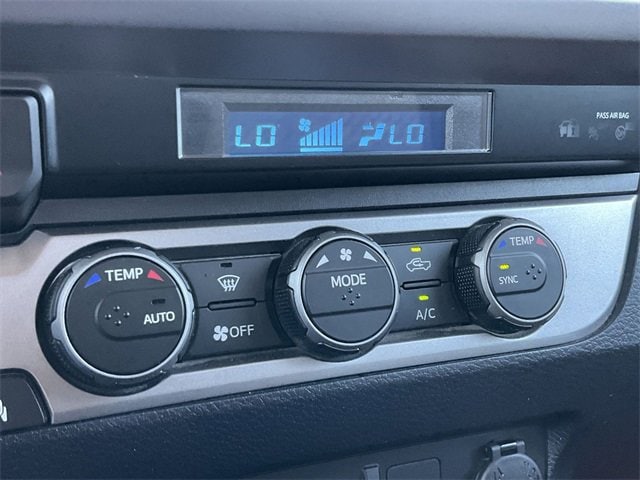 PASS AIR BAG
LO LO
TEMP
AUTO
OFF
MODE
A/C
TEMP
SYNC